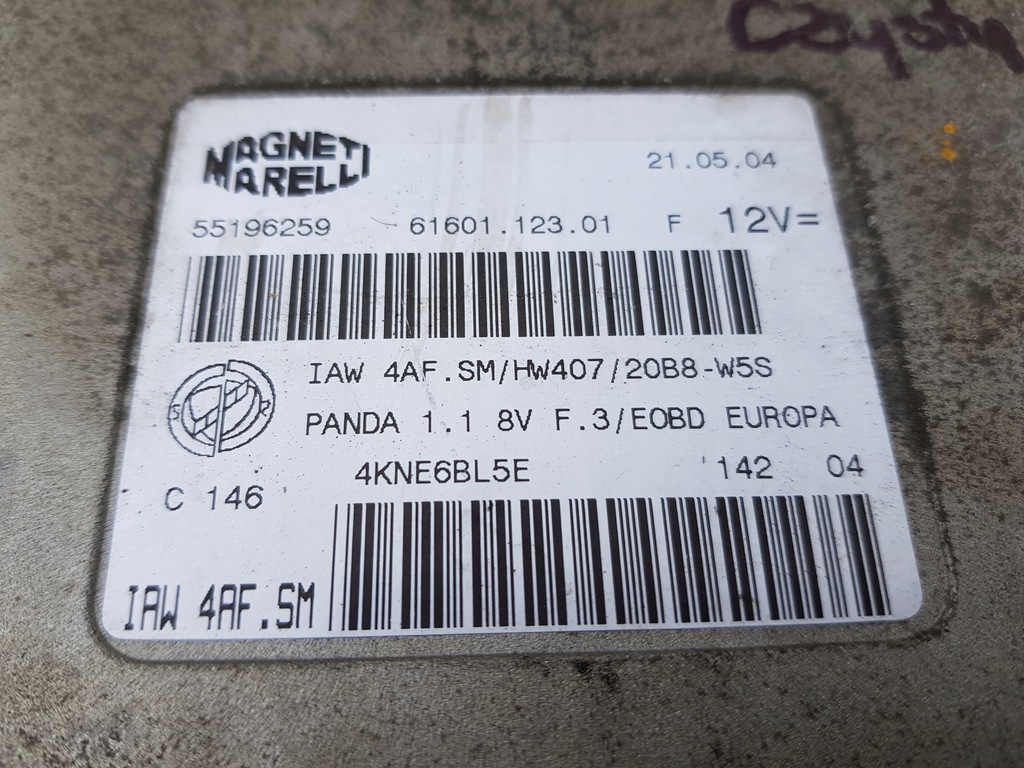 Czysty
MAGNETI
MARELLI
21.05.04
55196259 61601.123.01 F 12V=
IAW 4AF.SM/HW407/20B8-W5S
PANDA 1.1 8V F.3/EOBD EUROPA
4KNE6BL5E 142 04
C 146
IAW 4AF.SM